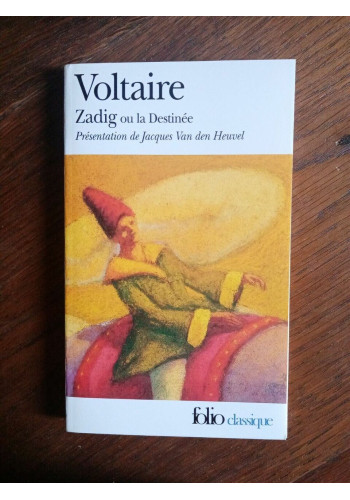 Voltaire
Zadig ou la Destinée
Présentation de Jacques Van den Heuvel
folio classique